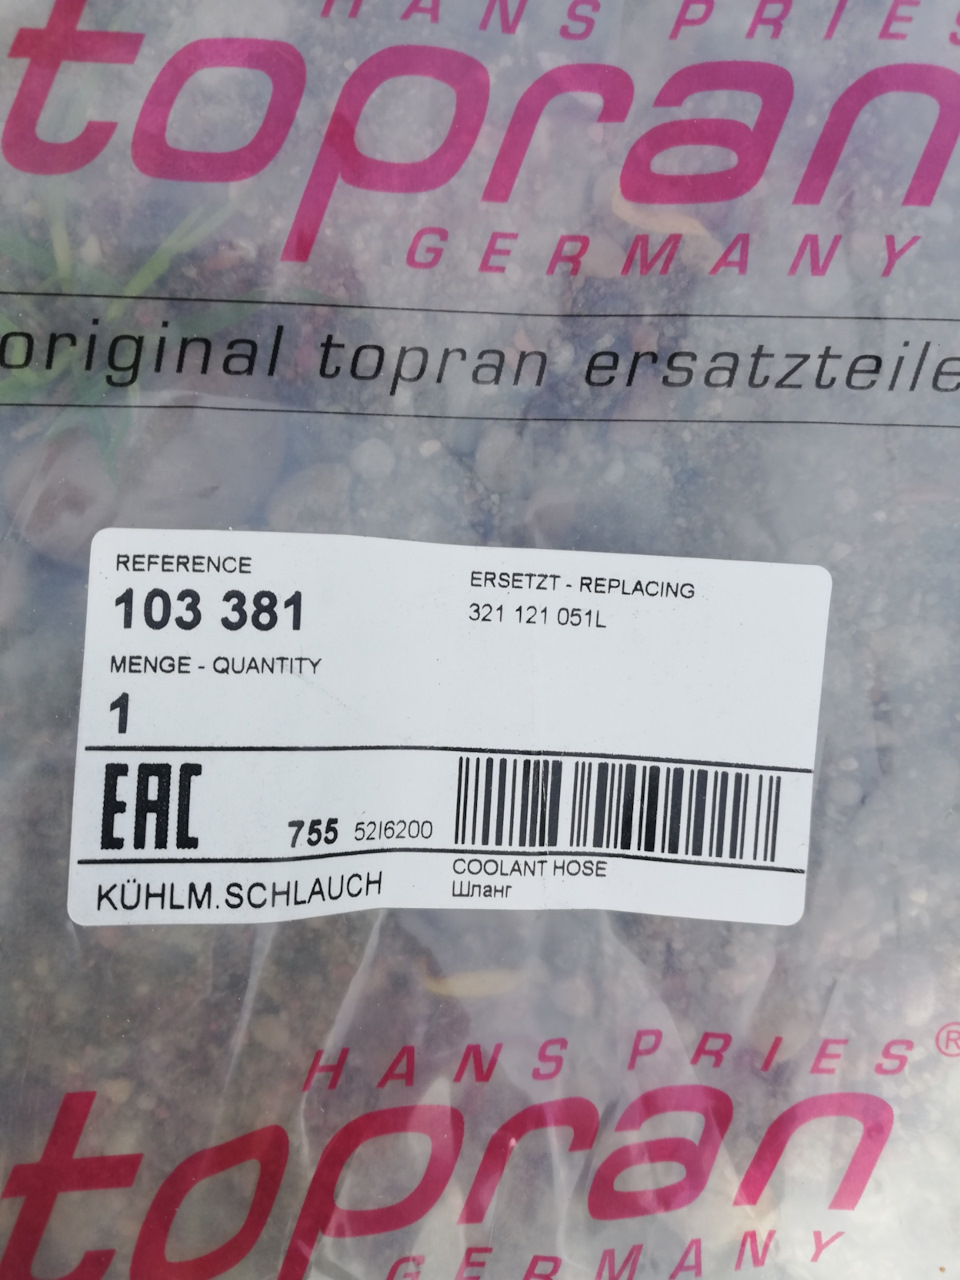 HANS PRIES
topran
GERMANY
original topran ersatzteile
REFERENCE
103 381
MENGE - QUANTITY
1
ERSETZT - REPLACING
321 121 051L
EAC
755 52I6200
KÜHLM.SCHLAUCH
COOLANT HOSE
Шланг
HANS PRIES®
topran
GERMANY